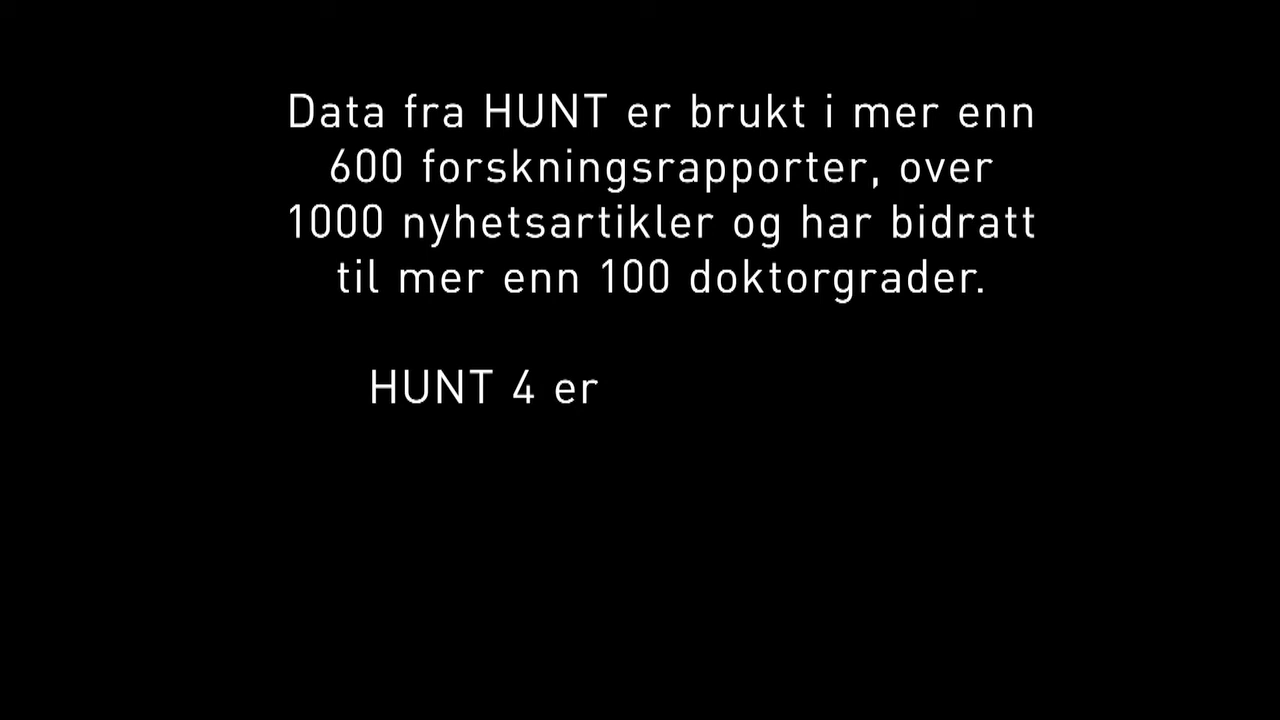 Data fra HUNT er brukt i mer enn
600 forskningsrapporter, over
1000 nyhetsartikler og har bidratt
til mer enn 100 doktorgrader.
HUNT 4 er